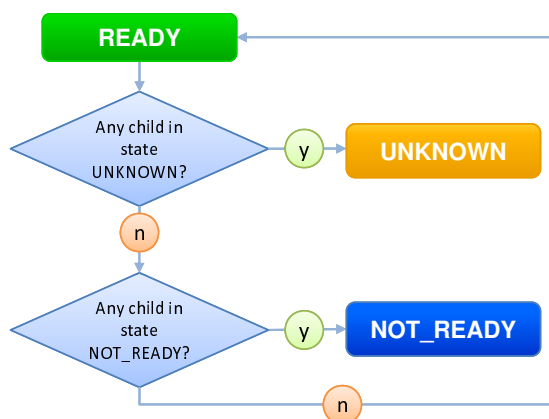 READY
Any child in
state
UNKNOWN?
y
UNKNOWN
n
Any child in
state
NOT_READY?
y
NOT_READY
n